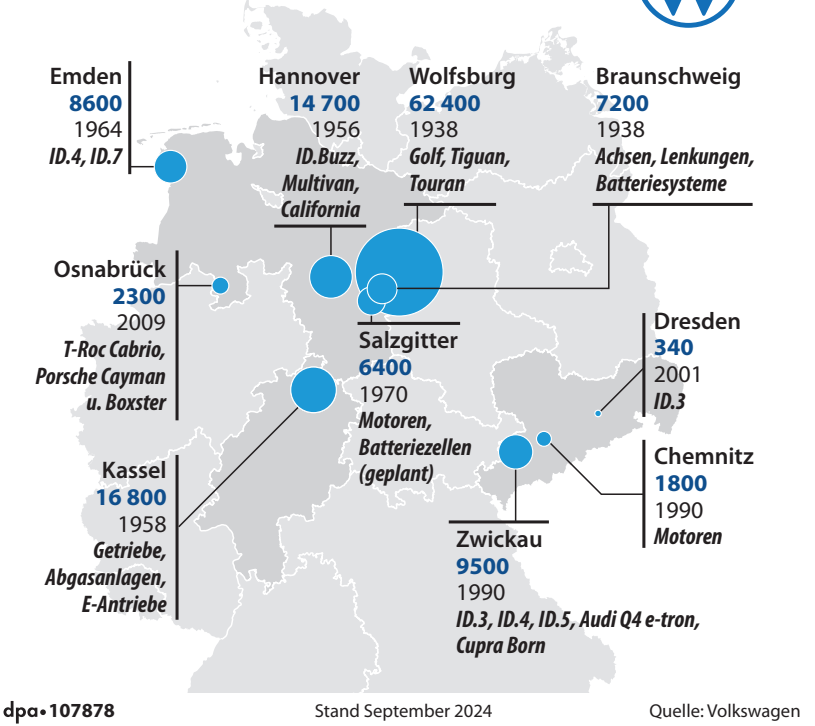 Emden
8600
1964
ID.4, ID.7
Hannover
14 700
1956
ID.Buzz,
Multivan,
California
Wolfsburg
62 400
1938
Golf, Tiguan,
Touran
Braunschweig
7200
1938
Achsen, Lenkungen,
Batteriesysteme
Osnabrück
2300
2009
T-Roc Cabrio,
Porsche Cayman
u. Boxster
Salzgitter
6400
1970
Motoren,
Batteriezellen
(geplant)
Dresden
340
2001
ID.3
Kassel
16 800
1958
Getriebe,
Abgasanlagen,
E-Antriebe
Chemnitz
1800
1990
Motoren
Zwickau
9500
1990
ID.3, ID.4, ID.5, Audi Q4 e-tron,
Cupra Born
dpa•107878
Stand September 2024
Quelle: Volkswagen